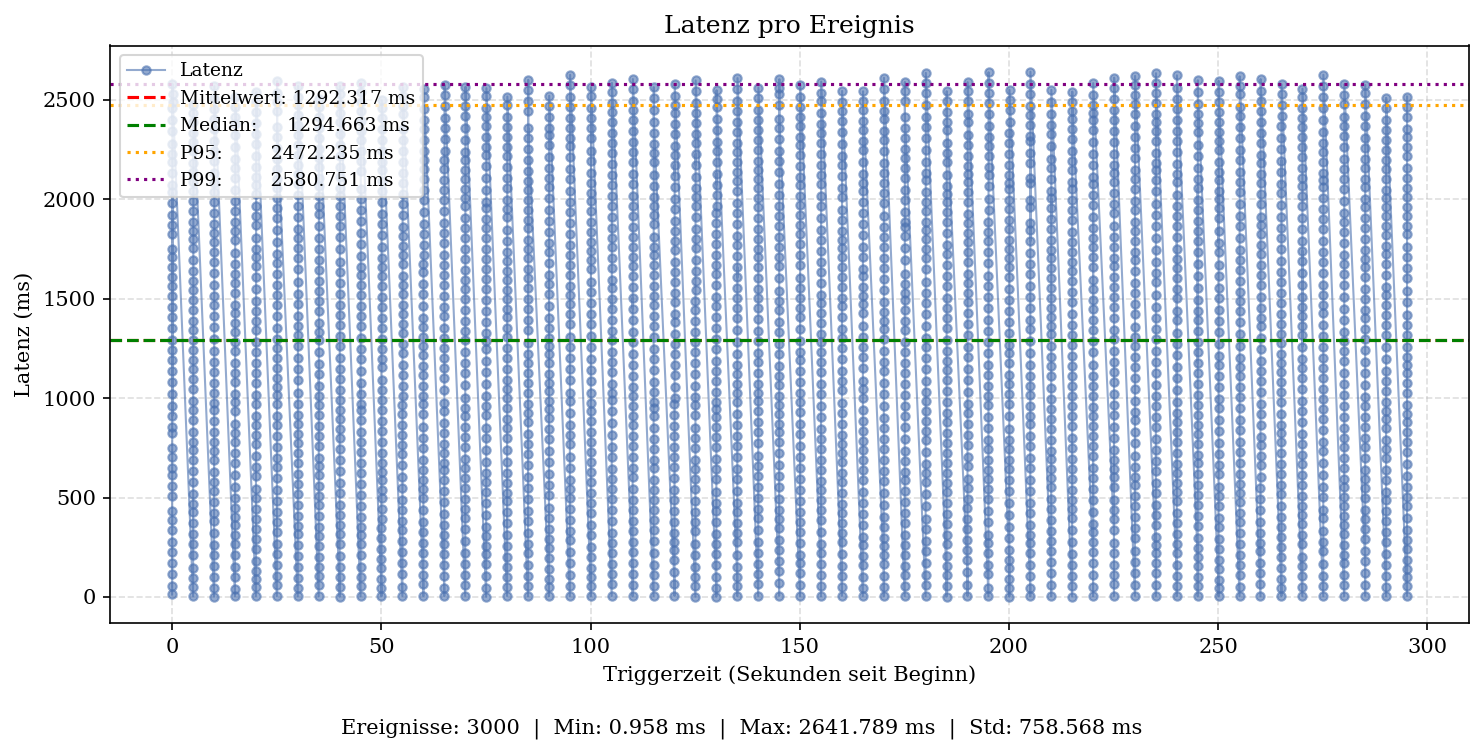 Latenz pro Ereignis
Latenz
Mittelwert: 1292.317 ms
Median: 1294.663 ms
P95: 2472.235 ms
P99: 2580.751 ms
Latenz (ms)
2500
2000
1500
1000
500
0
0 50 100 150 200 250 300
Triggerzeit (Sekunden seit Beginn)
Ereignisse: 3000 | Min: 0.958 ms | Max: 2641.789 ms | Std: 758.568 ms